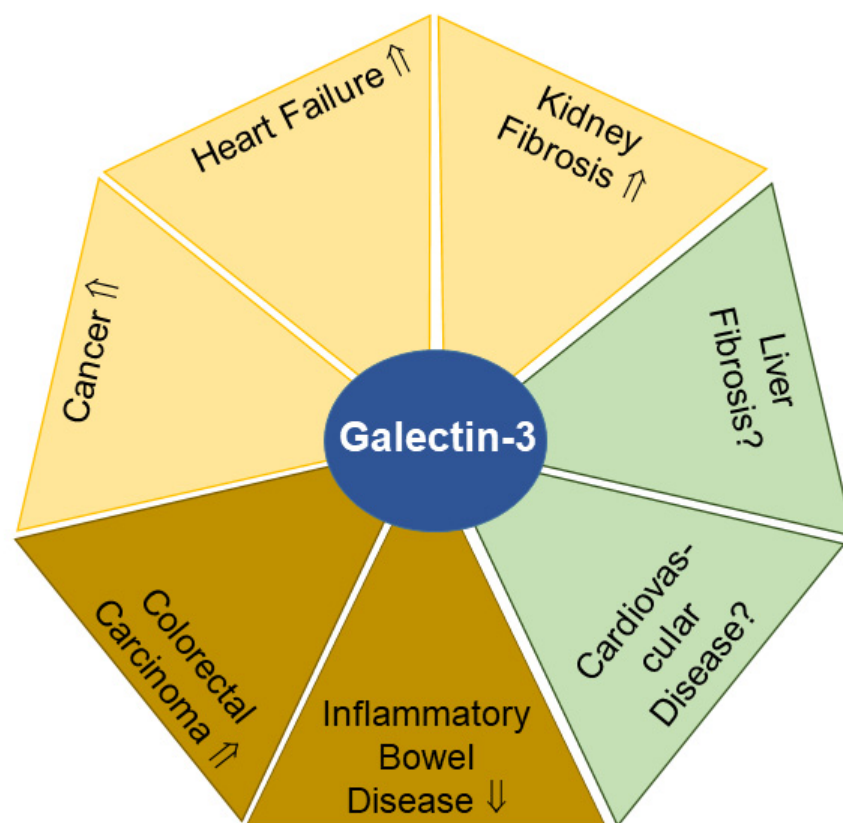 Heart Failure ⇑
Kidney
Fibrosis ⇑
Cancer ⇑
Liver
Fibrosis?
Galectin-3
Colorectal
Carcinoma ⇑
Inflammatory
Bowel
Disease ⇓
Cardiovas-
cular
Disease?